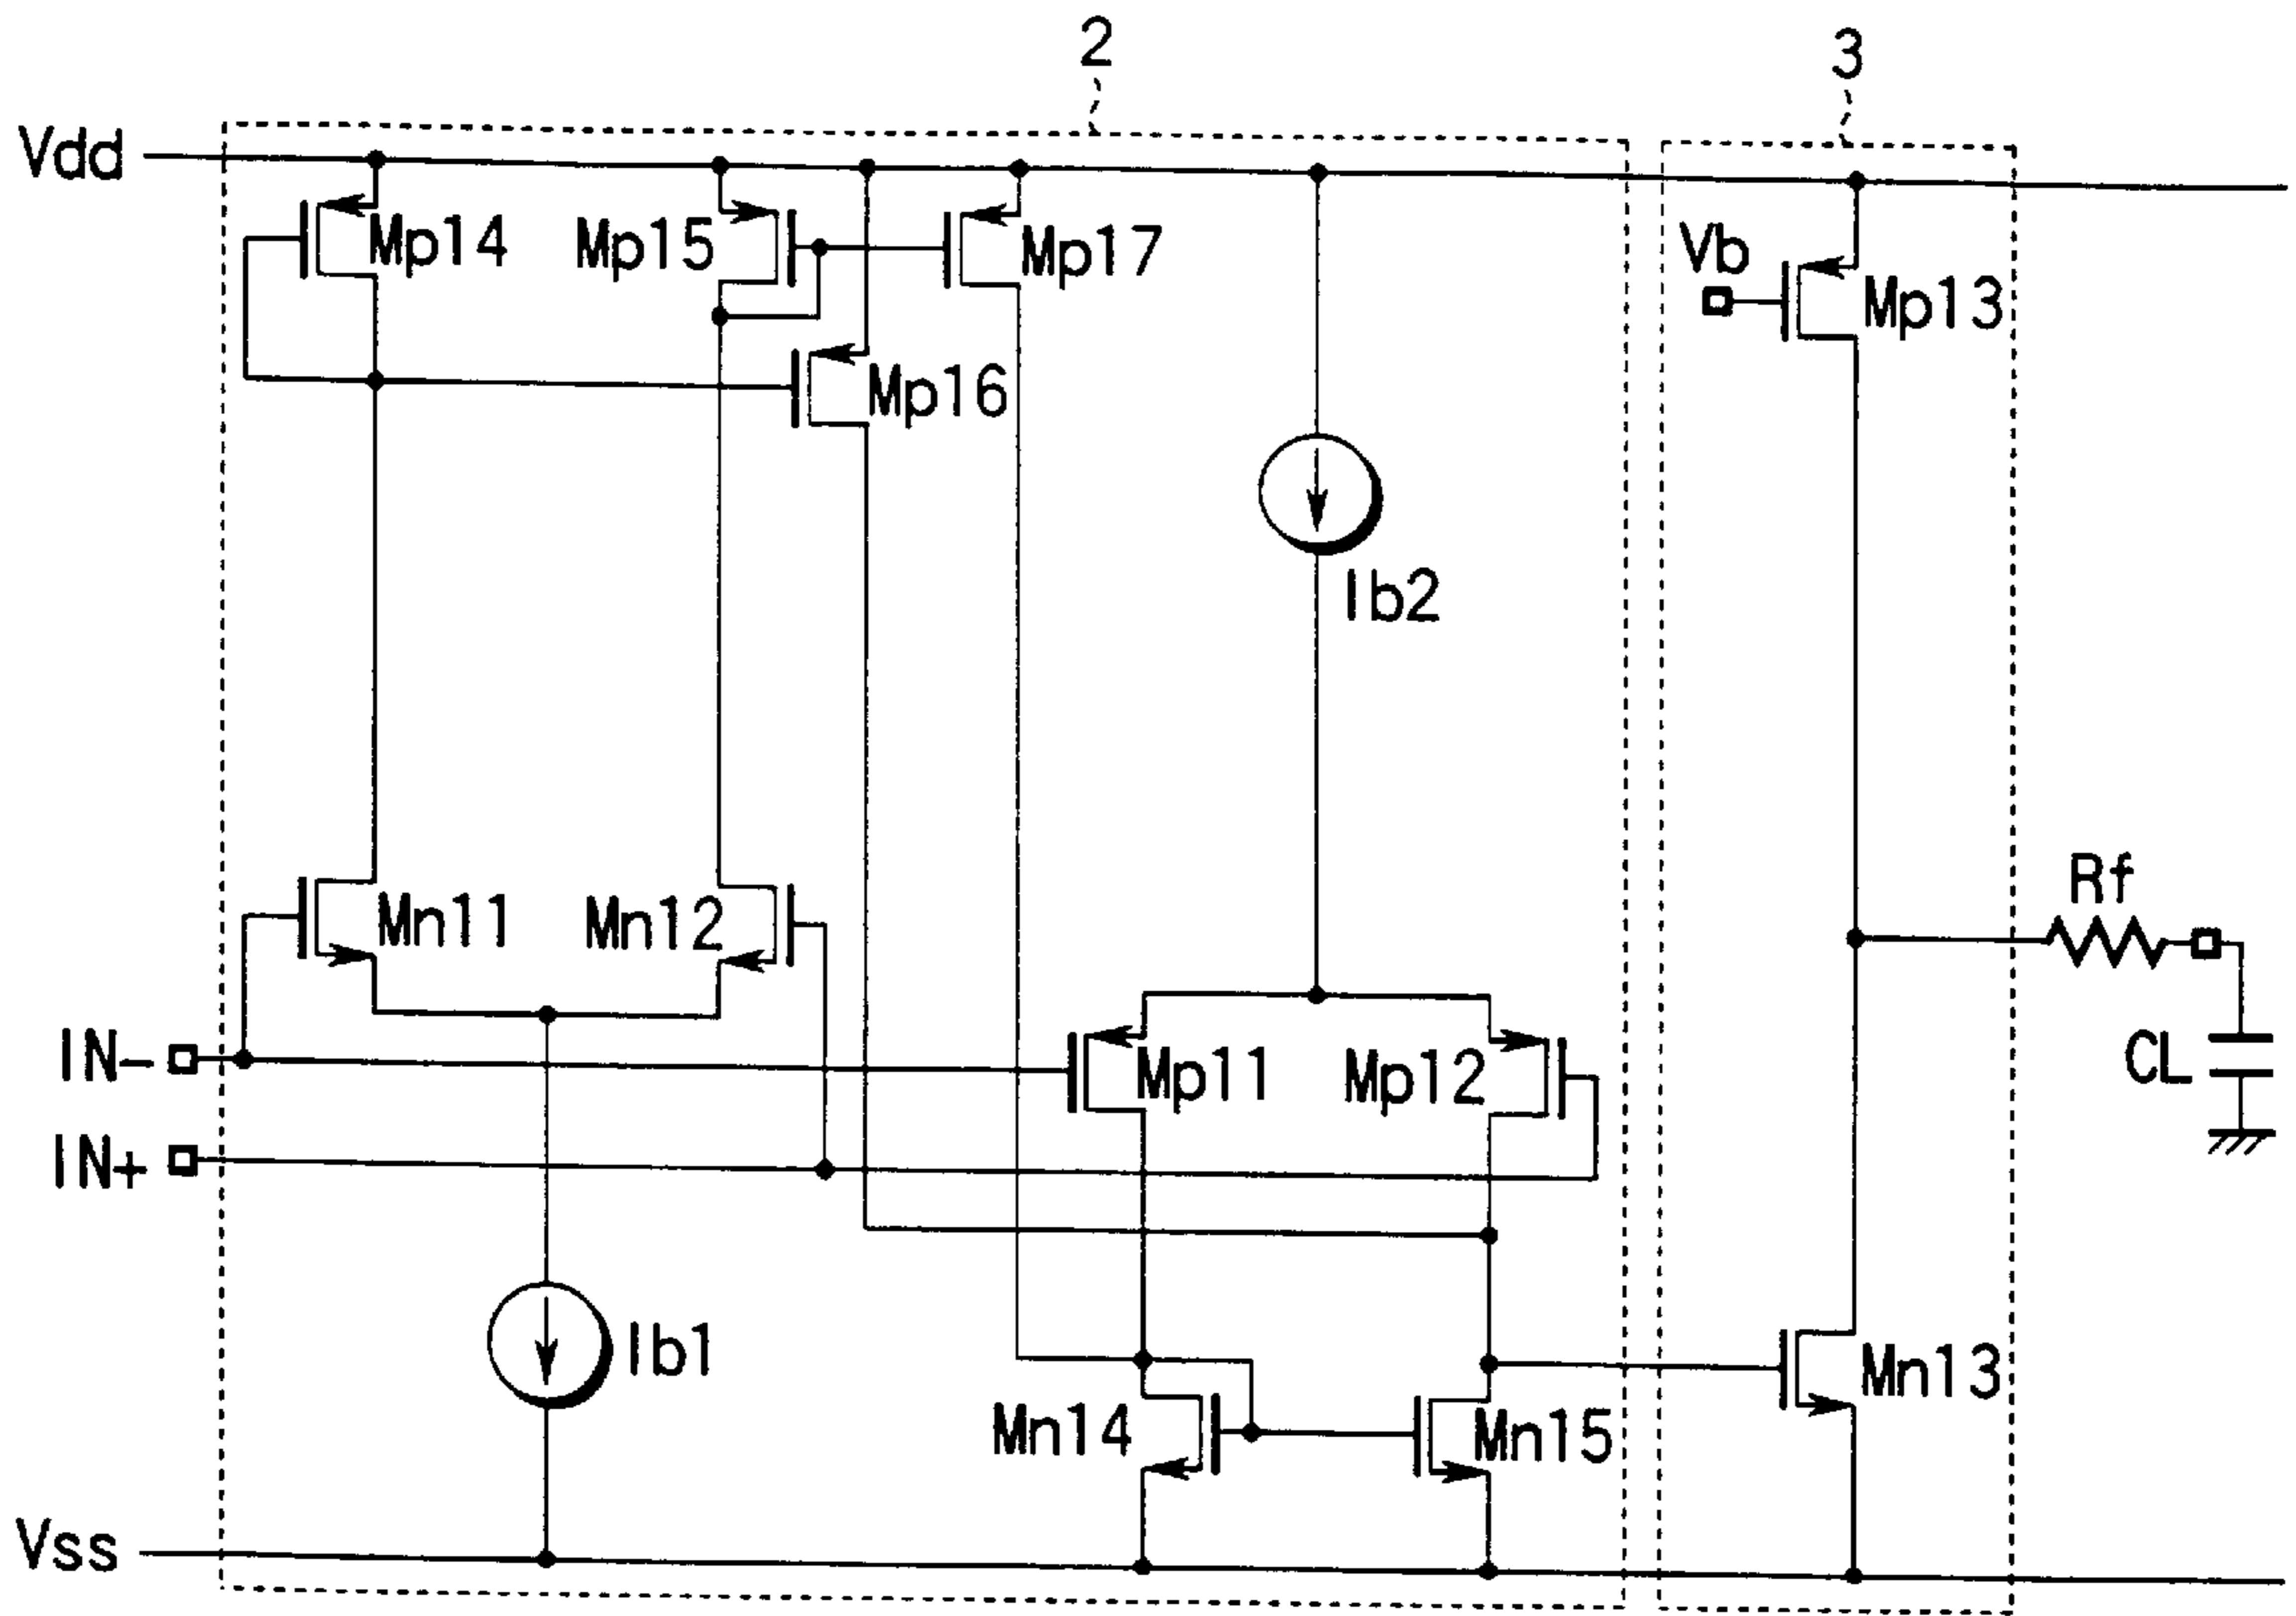 2
3
Vdd
Mp14
Mp15
Mp17
Vb
Mp13
Mp16
Ib2
Rf
Mn11
Mn12
IN-
Mp11
Mp12
CL
IN+
Ib1
Mn13
Mn14
Mn15
Vss